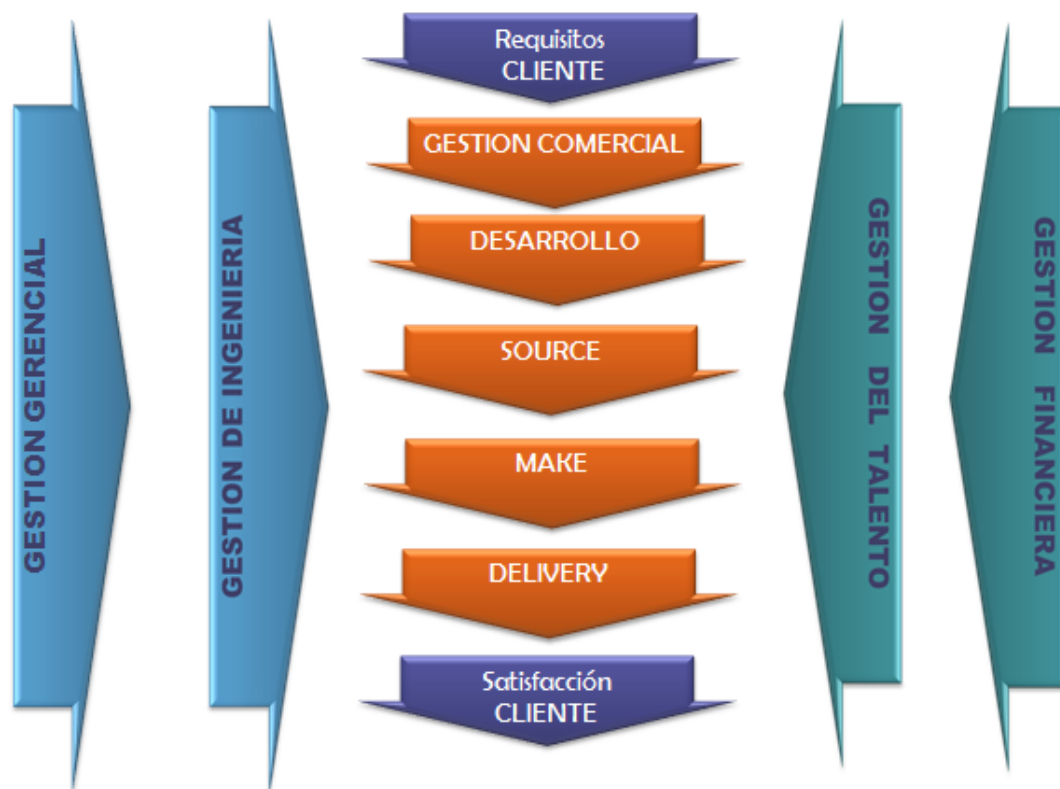 Requisitos
CLIENTE
GESTION COMERCIAL
DESARROLLO
SOURCE
MAKE
DELIVERY
Satisfacción
CLIENTE
GESTION GERENCIAL
GESTION DE INGENIERIA
GESTION DEL TALENTO
GESTION FINANCIERA